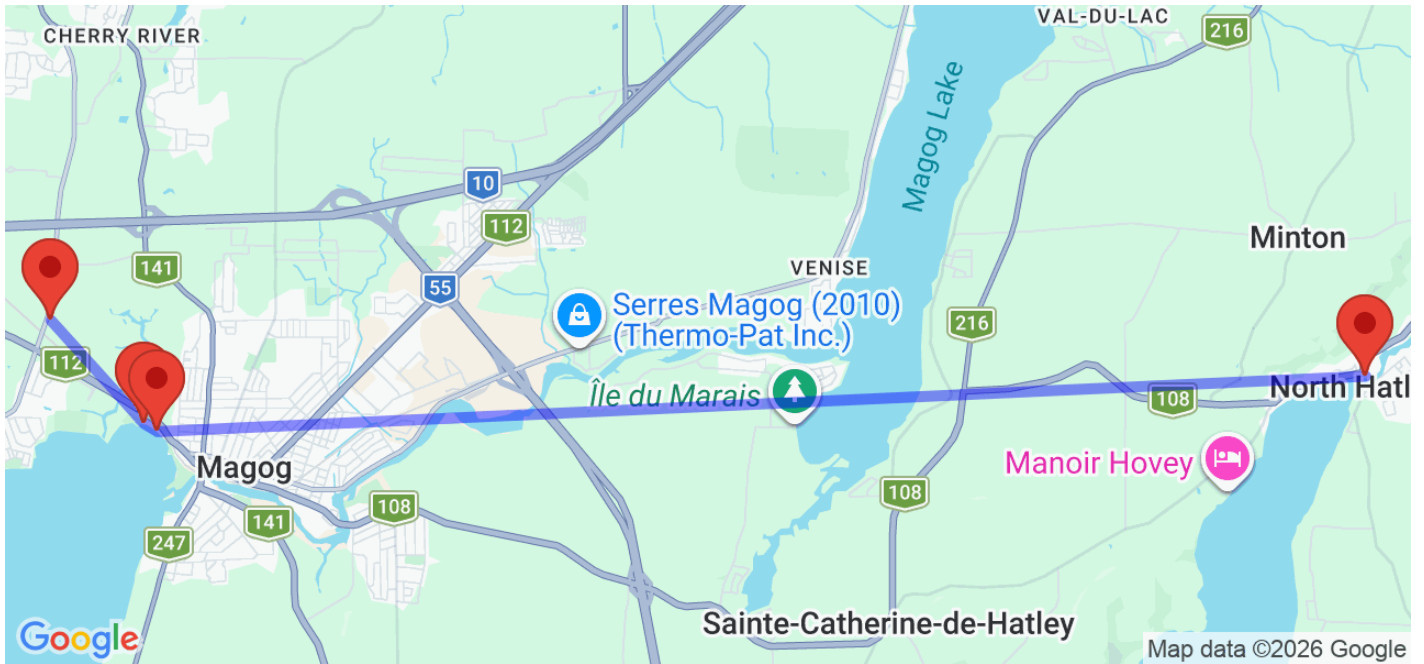 CHERRY RIVER
VAL-DU-LAC
216
Magog Lake
10
112
141
Minton
VENISE
55
Serres Magog (2010)
(Thermo-Pat Inc.)
216
112
Île du Marais
North Hatl
108
Magog
Manoir Hovey
108
108
141
247
Sainte-Catherine-de-Hatley
Google
Map data ©2026 Google